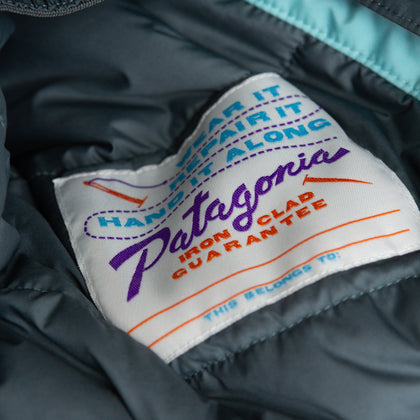 WEAR IT
REPAIR IT
HAND IT ALONG
Patagonia
IRON CLAD
GUARANTEE
THIS BELONGS TO: